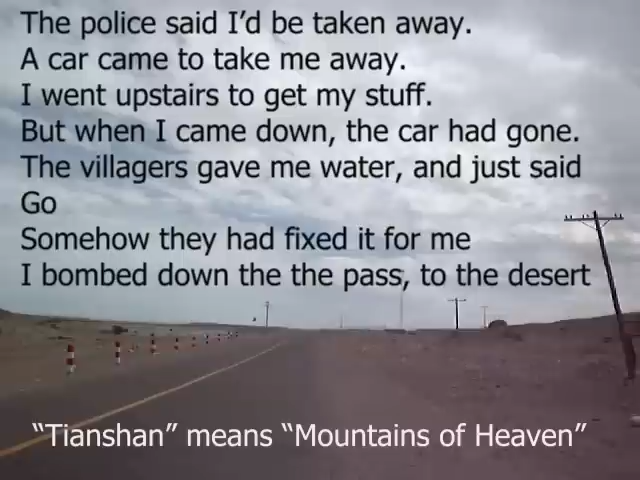 The police said I’d be taken away.
A car came to take me away.
I went upstairs to get my stuff.
But when I came down, the car had gone.
The villagers gave me water, and just said
Go
Somehow they had fixed it for me
I bombed down the the pass, to the desert
“Tianshan” means “Mountains of Heaven”